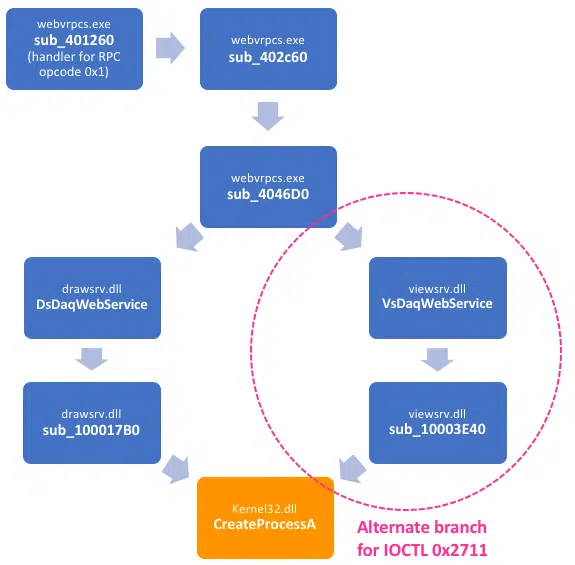 webvrpcs.exe
sub_401260
(handler for RPC
opcode 0x1)
webvrpcs.exe
sub_402c60
webvrpcs.exe
sub_4046D0
drawsrv.dll
DsDaqWebService
viewsrv.dll
VsDaqWebService
drawsrv.dll
sub_100017B0
viewsrv.dll
sub_10003E40
Kernel32.dll
CreateProcessA
Alternate branch
for IOCTL 0x2711